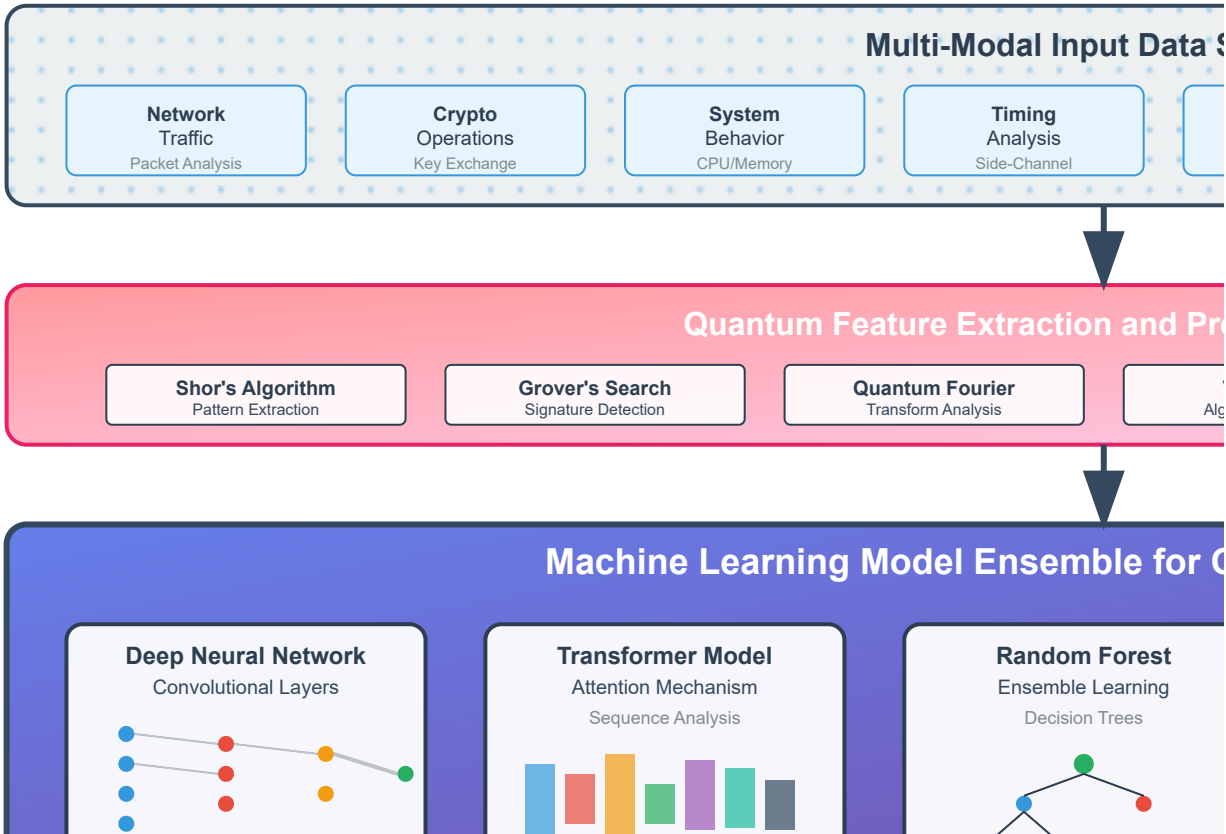 Multi-Modal Input Data
Network
Traffic
Packet Analysis
Crypto
Operations
Key Exchange
System
Behavior
CPU/Memory
Timing
Analysis
Side-Channel
Quantum Feature Extraction and
Shor's Algorithm
Pattern Extraction
Grover's Search
Signature Detection
Quantum Fourier
Transform Analysis
Machine Learning Model Ensemble for
Deep Neural Network
Convolutional Layers
Transformer Model
Attention Mechanism
Sequence Analysis
Random Forest
Ensemble Learning
Decision Trees